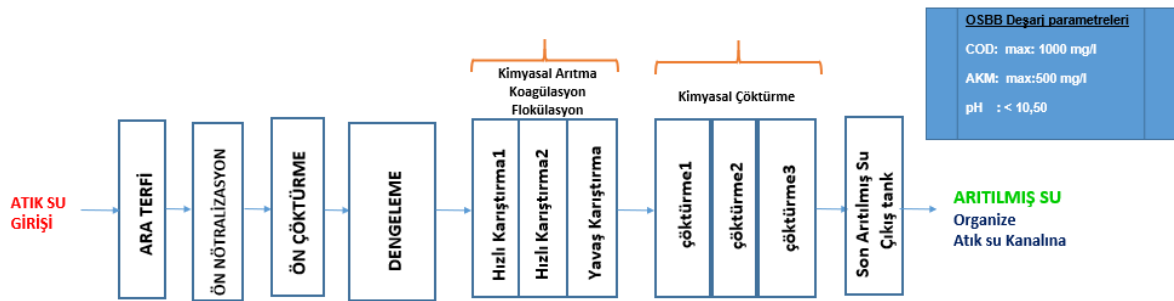 OSBB Deşarj parametreleri
COD: max: 1000 mg/l
AKM: max:500 mg/l
pH : < 10,50
Kimyasal Arıtma
Koagülasyon
Flokülasyon
Kimyasal Çöktürme
ATIK SU
GİRİŞİ
ARA TERFİ
ÖN NÖTRALİZASYON
ÖN ÇÖKTÜRME
DENGELEME
Hızlı Karıştırma1
Hızlı Karıştırma2
Yavaş Karıştırma
çöktürme1
çöktürme2
çöktürme3
Son Arıtılmış Su
Çıkış tank
ARITILMIŞ SU
Organize
Atık su Kanalına